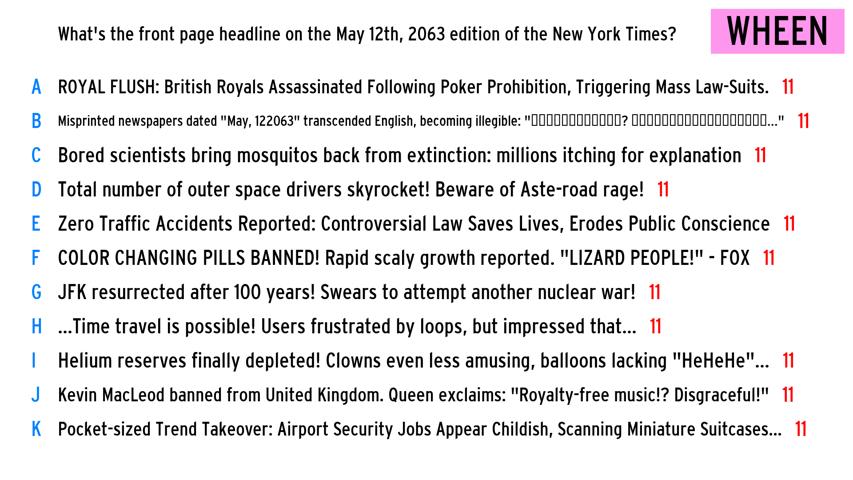 What's the front page headline on the May 12th, 2063 edition of the New York Times?
WHEEN
A ROYAL FLUSH: British Royals Assassinated Following Poker Prohibition, Triggering Mass Law-Suits. 11
B Misprinted newspapers dated "May, 122063" transcended English, becoming illegible: "▯▯▯▯▯▯▯▯▯▯▯▯▯? ▯▯▯▯▯▯▯▯▯▯▯▯▯▯▯▯▯▯▯..." 11
C Bored scientists bring mosquitos back from extinction: millions itching for explanation 11
D Total number of outer space drivers skyrocket! Beware of Aste-road rage! 11
E Zero Traffic Accidents Reported: Controversial Law Saves Lives, Erodes Public Conscience 11
F COLOR CHANGING PILLS BANNED! Rapid scaly growth reported. "LIZARD PEOPLE!" - FOX 11
G JFK resurrected after 100 years! Swears to attempt another nuclear war! 11
H ...Time travel is possible! Users frustrated by loops, but impressed that... 11
I Helium reserves finally depleted! Clowns even less amusing, balloons lacking "HeHeHe"... 11
J Kevin MacLeod banned from United Kingdom. Queen exclaims: "Royalty-free music!? Disgraceful!" 11
K Pocket-sized Trend Takeover: Airport Security Jobs Appear Childish, Scanning Miniature Suitcases... 11